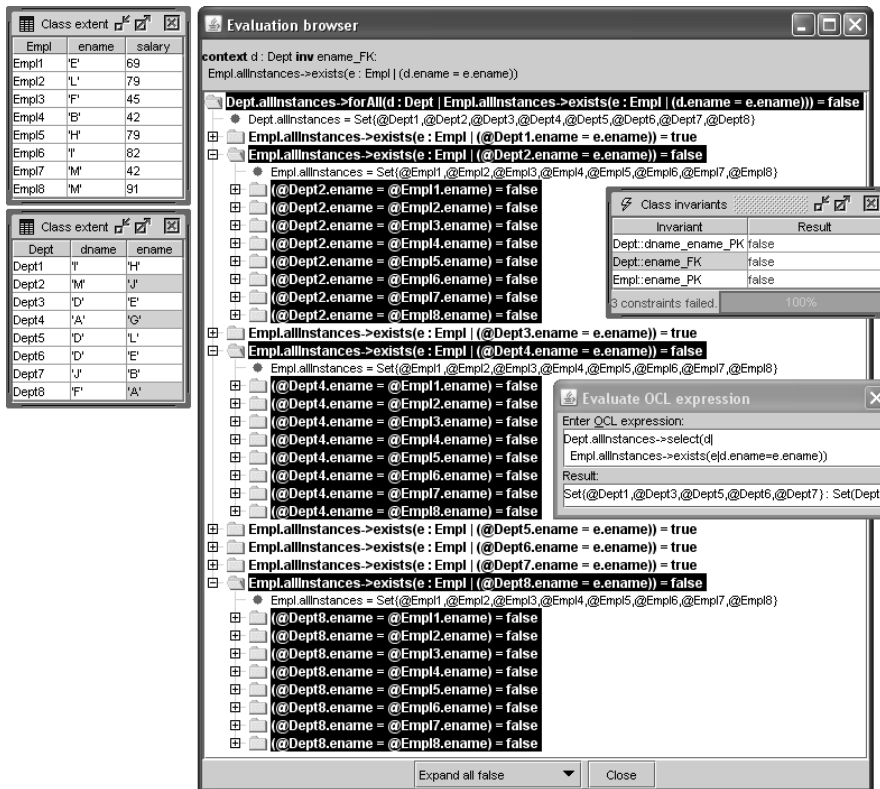 Class extent
Empl ename salary
Empl1 'E' 69
Empl2 'L' 79
Empl3 'F' 45
Empl4 'B' 42
Empl5 'H' 79
Empl6 'I' 82
Empl7 'M' 42
Empl8 'M' 91
Class extent
Dept dname ename
Dept1 'I' 'H'
Dept2 'M' 'J'
Dept3 'D' 'E'
Dept4 'A' 'G'
Dept5 'D' 'L'
Dept6 'D' 'E'
Dept7 'J' 'B'
Dept8 'F' 'A'
Evaluation browser
context d : Dept inv ename_FK:
Empl.allInstances->exists(e : Empl | (d.ename = e.ename))
Dept.allInstances->forAll(d : Dept | Empl.allInstances->exists(e : Empl | (d.ename = e.ename))) = false
Dept.allInstances = Set{@Dept1,@Dept2,@Dept3,@Dept4,@Dept5,@Dept6,@Dept7,@Dept8}
Empl.allInstances->exists(e : Empl | (@Dept1.ename = e.ename)) = true
Empl.allInstances->exists(e : Empl | (@Dept2.ename = e.ename)) = false
Empl.allInstances = Set{@Empl1,@Empl2,@Empl3,@Empl4,@Empl5,@Empl6,@Empl7,@Empl8}
(@Dept2.ename = @Empl1.ename) = false
(@Dept2.ename = @Empl2.ename) = false
(@Dept2.ename = @Empl3.ename) = false
(@Dept2.ename = @Empl4.ename) = false
(@Dept2.ename = @Empl5.ename) = false
(@Dept2.ename = @Empl6.ename) = false
(@Dept2.ename = @Empl7.ename) = false
(@Dept2.ename = @Empl8.ename) = false
Empl.allInstances->exists(e : Empl | (@Dept3.ename = e.ename)) = true
Empl.allInstances->exists(e : Empl | (@Dept4.ename = e.ename)) = false
Empl.allInstances = Set{@Empl1,@Empl2,@Empl3,@Empl4,@Empl5,@Empl6,@Empl7,@Empl8}
(@Dept4.ename = @Empl1.ename) = false
(@Dept4.ename = @Empl2.ename) = false
(@Dept4.ename = @Empl3.ename) = false
(@Dept4.ename = @Empl4.ename) = false
(@Dept4.ename = @Empl5.ename) = false
(@Dept4.ename = @Empl6.ename) = false
(@Dept4.ename = @Empl7.ename) = false
(@Dept4.ename = @Empl8.ename) = false
Empl.allInstances->exists(e : Empl | (@Dept5.ename = e.ename)) = true
Empl.allInstances->exists(e : Empl | (@Dept6.ename = e.ename)) = true
Empl.allInstances->exists(e : Empl | (@Dept7.ename = e.ename)) = true
Empl.allInstances->exists(e : Empl | (@Dept8.ename = e.ename)) = false
Empl.allInstances = Set{@Empl1,@Empl2,@Empl3,@Empl4,@Empl5,@Empl6,@Empl7,@Empl8}
(@Dept8.ename = @Empl1.ename) = false
(@Dept8.ename = @Empl2.ename) = false
(@Dept8.ename = @Empl3.ename) = false
(@Dept8.ename = @Empl4.ename) = false
(@Dept8.ename = @Empl5.ename) = false
(@Dept8.ename = @Empl6.ename) = false
(@Dept8.ename = @Empl7.ename) = false
(@Dept8.ename = @Empl8.ename) = false
Expand all false Close
Class invariants
Invariant Result
Dept::dname_ename_PK false
Dept::ename_FK false
Empl::ename_PK false
3 constraints failed. 100%
Evaluate OCL expression
Enter OCL expression:
Dept.allInstances->select(d|
Empl.allInstances->exists(e|d.ename=e.ename))
Result:
Set{@Dept1,@Dept3,@Dept5,@Dept6,@Dept7} : Set(Dept